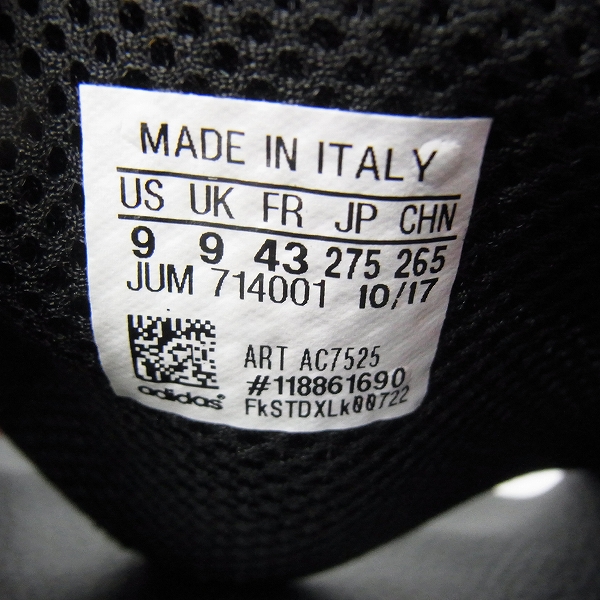 MADE IN ITALY
US UK FR JP CHN
9 9 43 275 265
JUM 714001 10/17
ART AC7525
#118861690
adidas®
FkSTDXLk00722